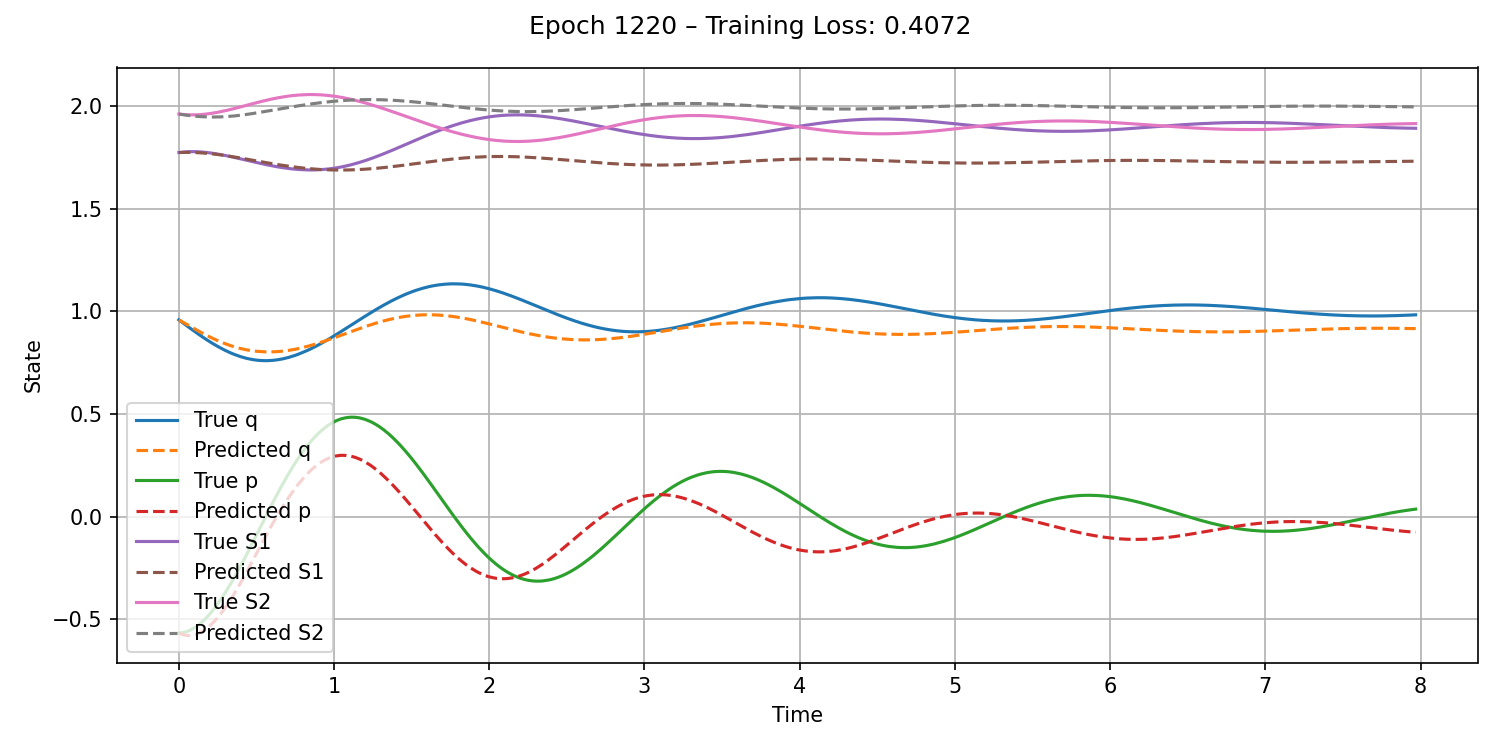 Epoch 1220 – Training Loss: 0.4072
State
2.0
1.5
1.0
0.5
0.0
−0.5
True q
Predicted q
True p
Predicted p
True S1
Predicted S1
True S2
Predicted S2
0 1 2 3 4 5 6 7 8
Time